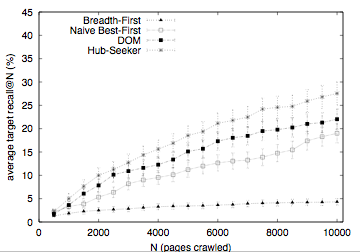 45
40
35
30
25
20
15
10
5
0
average target recall@N (%)
Breadth-First
Naive Best-First
DOM
Hub-Seeker
0 2000 4000 6000 8000 10000
N (pages crawled)